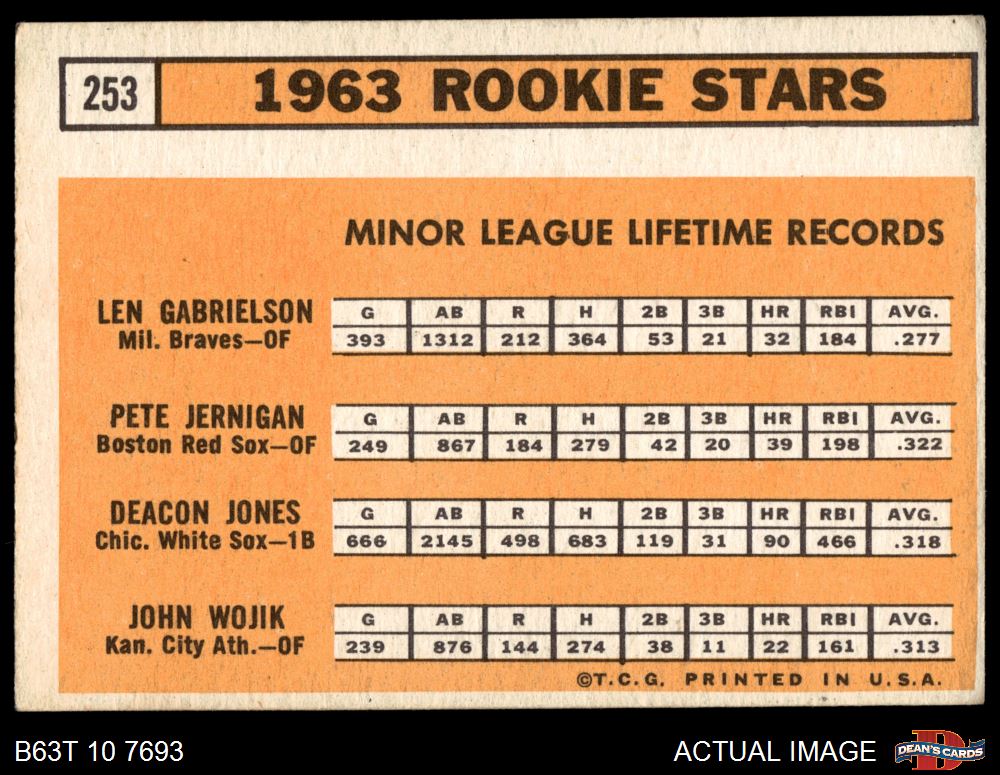 253 1963 ROOKIE STARS
MINOR LEAGUE LIFETIME RECORDS
LEN GABRIELSON
Mil. Braves—OF
G AB R H 2B 3B HR RBI AVG.
393 1312 212 364 53 21 32 184 .277
PETE JERNIGAN
Boston Red Sox—OF
G AB R H 2B 3B HR RBI AVG.
249 867 184 279 42 20 39 198 .322
DEACON JONES
Chic. White Sox—1B
G AB R H 2B 3B HR RBI AVG.
666 2145 498 683 119 31 90 466 .318
JOHN WOJIK
Kan. City Ath.—OF
G AB R H 2B 3B HR RBI AVG.
239 876 144 274 38 11 22 161 .313
©T.C.G. PRINTED IN U.S.A.
B63T 10 7693
ACTUAL IMAGE
D
DEAN'S CARDS